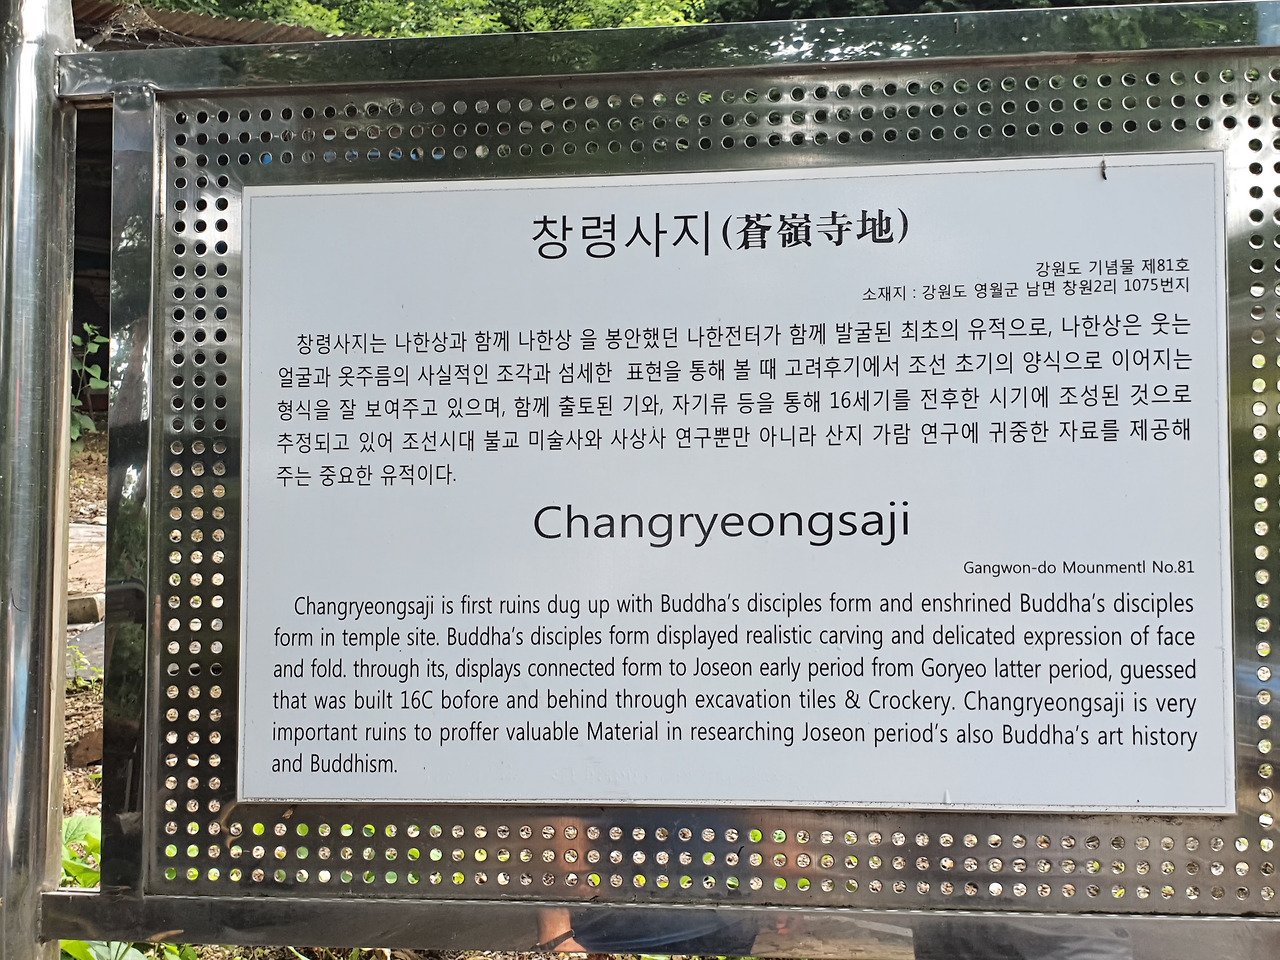 창령사지(蒼嶺寺地)
강원도 기념물 제81호
소재지 : 강원도 영월군 남면 창원2리 1075번지
창령사지는 나한상과 함께 나한상 을 봉안했던 나한전터가 함께 발굴된 최초의 유적으로, 나한상은 웃는
얼굴과 옷주름의 사실적인 조각과 섬세한 표현을 통해 볼 때 고려후기에서 조선 초기의 양식으로 이어지는
형식을 잘 보여주고 있으며, 함께 출토된 기와, 자기류 등을 통해 16세기를 전후한 시기에 조성된 것으로
추정되고 있어 조선시대 불교 미술사와 사상사 연구뿐만 아니라 산지 가람 연구에 귀중한 자료를 제공해
주는 중요한 유적이다.
Changryeongsaji
Gangwon-do Mounmentl No.81
Changryeongsaji is first ruins dug up with Buddha's disciples form and enshrined Buddha's disciples
form in temple site. Buddha's disciples form displayed realistic carving and delicated expression of face
and fold. through its, displays connected form to Joseon early period from Goryeo latter period, guessed
that was built 16C bofore and behind through excavation tiles & Crockery. Changryeongsaji is very
important ruins to proffer valuable Material in researching Joseon period's also Buddha's art history
and Buddhism.